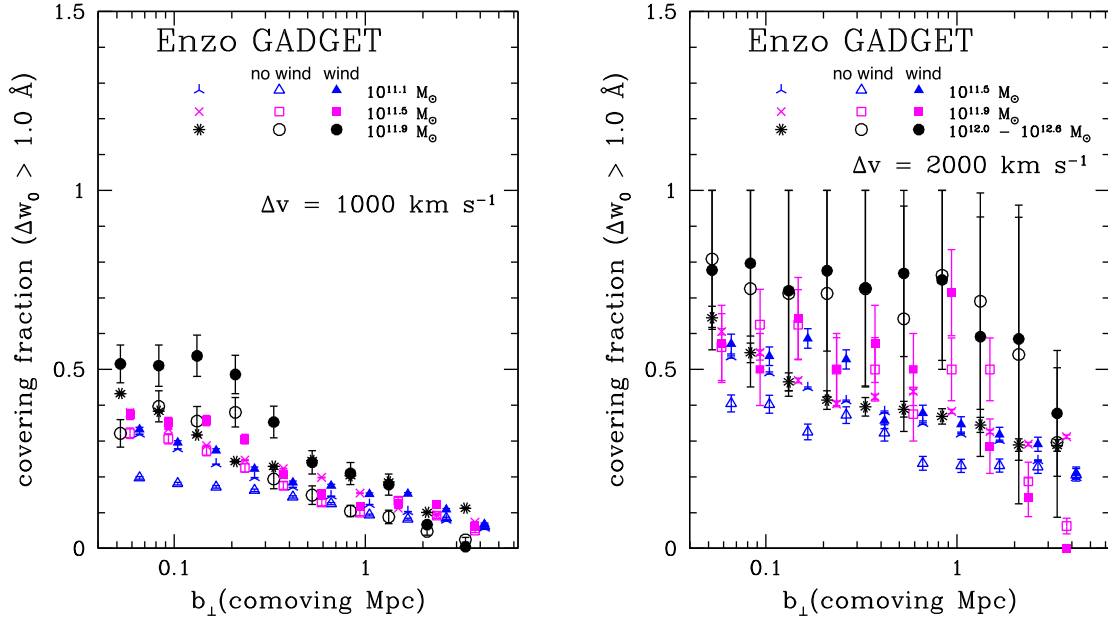 1.5
Enzo GADGET
no wind wind
10^11.1 M⊙
10^11.5 M⊙
10^11.9 M⊙
1
Δv = 1000 km s⁻¹
0.5
0
0.1
1
covering fraction (Δw₀ > 1.0 Å)
b⊥(comoving Mpc)
1.5
Enzo GADGET
no wind wind
10^11.5 M⊙
10^11.9 M⊙
10^12.0 − 10^12.6 M⊙
Δv = 2000 km s⁻¹
1
0.5
0
0.1
1
covering fraction (Δw₀ > 1.0 Å)
b⊥(comoving Mpc)